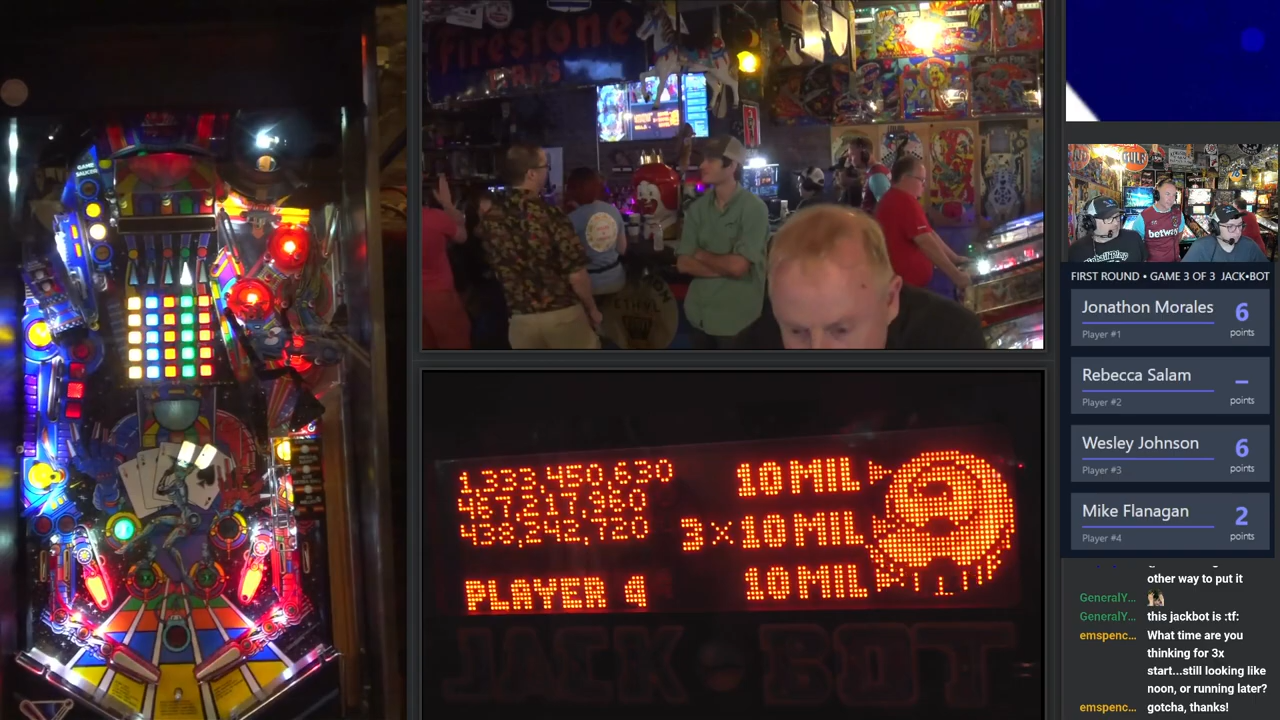 Firestone
GULF
FIRST ROUND • GAME 3 OF 3 JACK•BOT
Jonathon Morales
6
Player #1
points
Rebecca Salam
–
Player #2
points
Wesley Johnson
6
Player #3
points
Mike Flanagan
2
Player #4
points
1,333,450,630
457,217,980
438,242,720
PLAYER 4
10 MIL
3×10 MIL
10 MIL
JACK•BOT
other way to put it
GeneralY...
GeneralY... this jackbot is :tf:
emspenc... What time are you
thinking for 3x
start...still looking like
noon, or running later?
emspenc... gotcha, thanks!